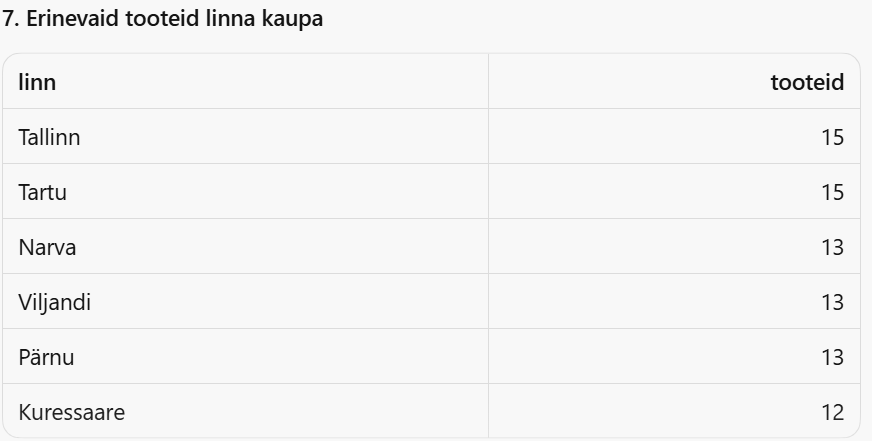 7. Erinevaid tooteid linna kaupa
linn tooteid
Tallinn 15
Tartu 15
Narva 13
Viljandi 13
Pärnu 13
Kuressaare 12